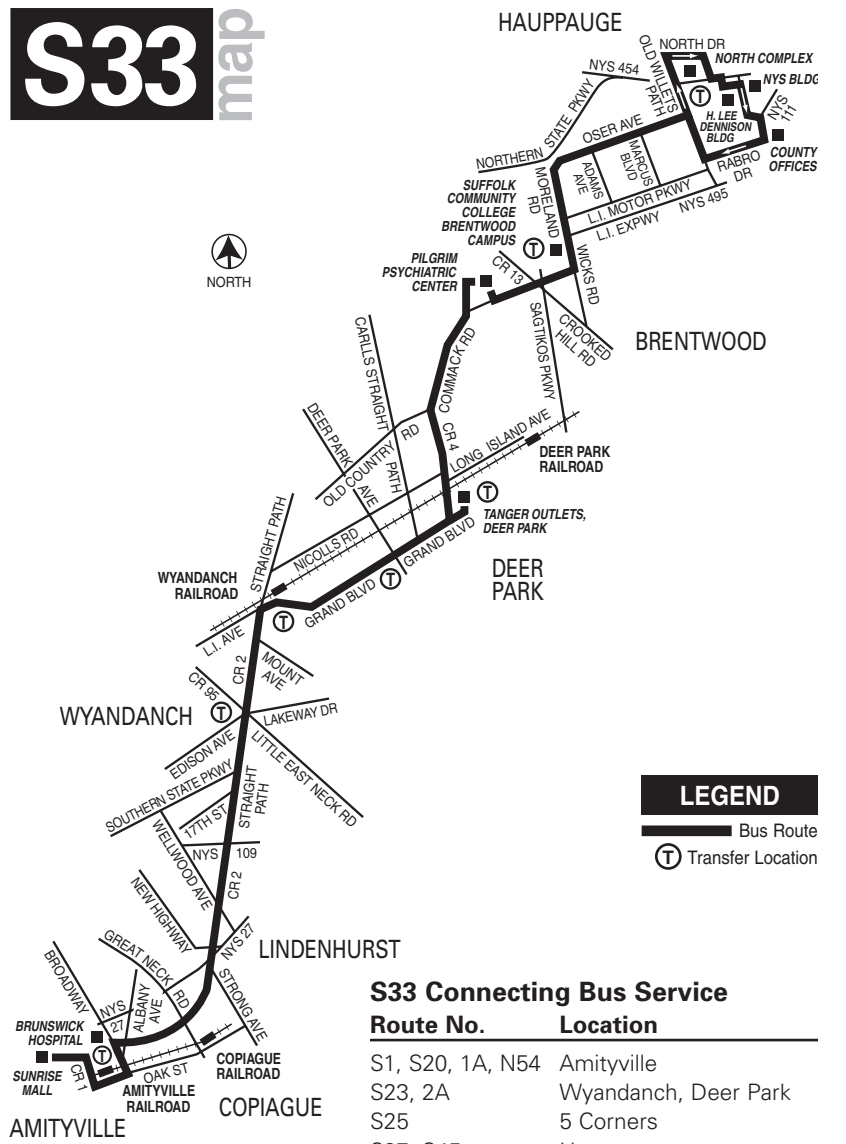 S33
map
HAUPPAUGE
NORTH DR
OLD WILLETS
PATH
NORTH COMPLEX
NYS BLDG
NYS 454
T
H. LEE
DENNISON
BLDG
NYS
111
COUNTY
OFFICES
RABRO
DR
NORTHERN STATE PKWY
OSER AVE
ADAMS
AVE
MARCUS
BLVD
L.I. MOTOR PKWY
L.I. EXPWY
NYS 495
MORELAND
RD
SUFFOLK
COMMUNITY
COLLEGE
BRENTWOOD
CAMPUS
T
WICKS RD
PILGRIM
PSYCHIATRIC
CENTER
CR 13
NORTH
SAGTIKOS PKWY
CROOKED
HILL RD
BRENTWOOD
CARLLS STRAIGHT
PATH
COMMACK RD
CR 4
DEER PARK
AVE
OLD COUNTRY RD
LONG ISLAND AVE
DEER PARK
RAILROAD
T
TANGER OUTLETS,
DEER PARK
STRAIGHT PATH
NICOLLS RD
GRAND BLVD
GRAND BLVD
T
DEER
PARK
WYANDANCH
RAILROAD
T
L.I. AVE
CR 2
MOUNT
AVE
CR 95
WYANDANCH
T
LAKEWAY DR
EDISON AVE
LITTLE EAST NECK RD
SOUTHERN STATE PKWY
STRAIGHT
PATH
17TH ST
WELLWOOD AVE
NYS 109
CR 2
NEW HIGHWAY
NYS 27
LINDENHURST
GREAT NECK RD
BROADWAY
NYS
27
ALBANY
AVE
STRONG AVE
BRUNSWICK
HOSPITAL
T
SUNRISE
MALL
CR 1
OAK ST
AMITYVILLE
RAILROAD
COPIAGUE
RAILROAD
COPIAGUE
AMITYVILLE
LEGEND
Bus Route
T Transfer Location
S33 Connecting Bus Service
Route No. Location
S1, S20, 1A, N54 Amityville
S23, 2A Wyandanch, Deer Park
S25 5 Corners